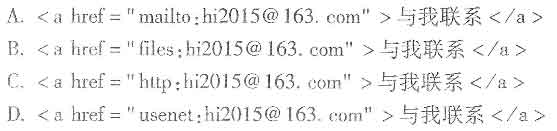 A. <a href="mailto:hi2015@163.com">与我联系</a>
B. <a href="files:hi2015@163.com">与我联系</a>
C. <a href="http:hi2015@163.com">与我联系</a>
D. <a href="usenet:hi2015@163.com">与我联系</a>